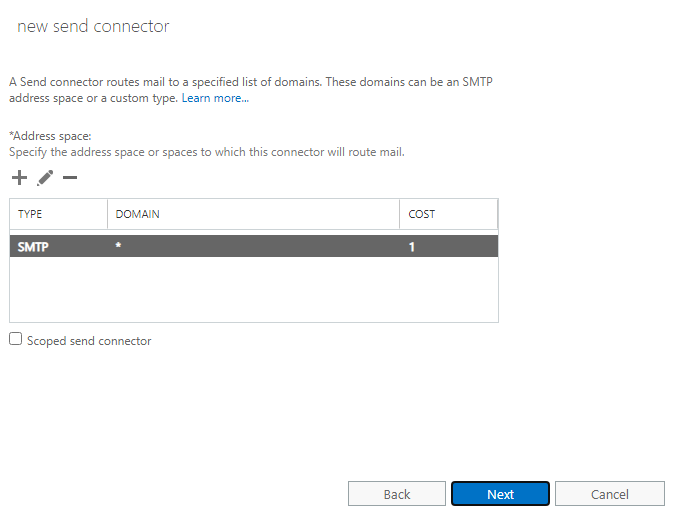 new send connector
A Send connector routes mail to a specified list of domains. These domains can be an SMTP
address space or a custom type. Learn more...
*Address space:
Specify the address space or spaces to which this connector will route mail.
TYPE DOMAIN COST
SMTP * 1
Scoped send connector
Back Next Cancel